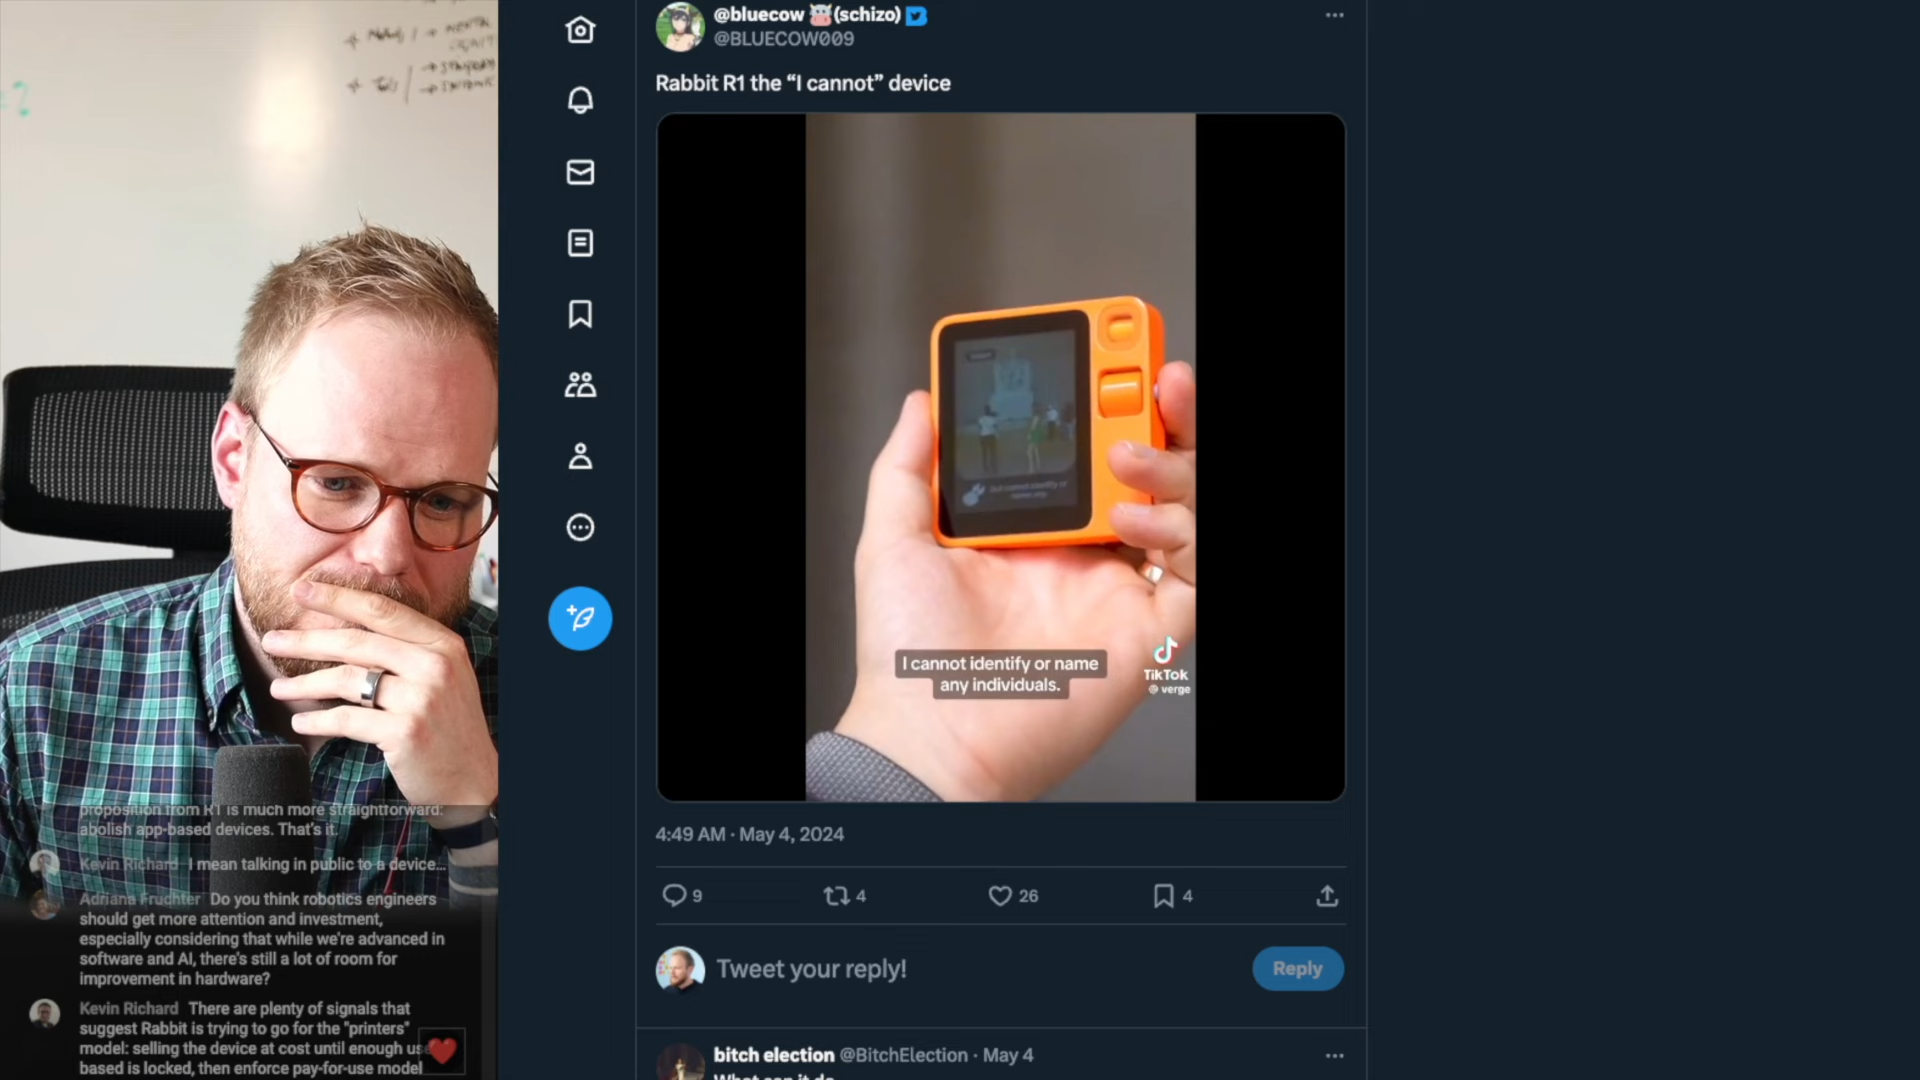 @bluecow 🐮(schizo)
@BLUECOW009
Rabbit R1 the “I cannot” device
I cannot identify or name
any individuals.
TikTok
@ verge
4:49 AM · May 4, 2024
9
4
26
4
Tweet your reply!
Reply
bitch election @BitchElection · May 4
proposition from R1 is much more straightforward:
abolish app-based devices. That's it.
Kevin Richard I mean talking in public to a device...
Adriana Fruchter Do you think robotics engineers
should get more attention and investment,
especially considering that while we're advanced in
software and AI, there's still a lot of room for
improvement in hardware?
Kevin Richard There are plenty of signals that
suggest Rabbit is trying to go for the "printers"
model: selling the device at cost until enough
based is locked, then enforce pay-for-use model